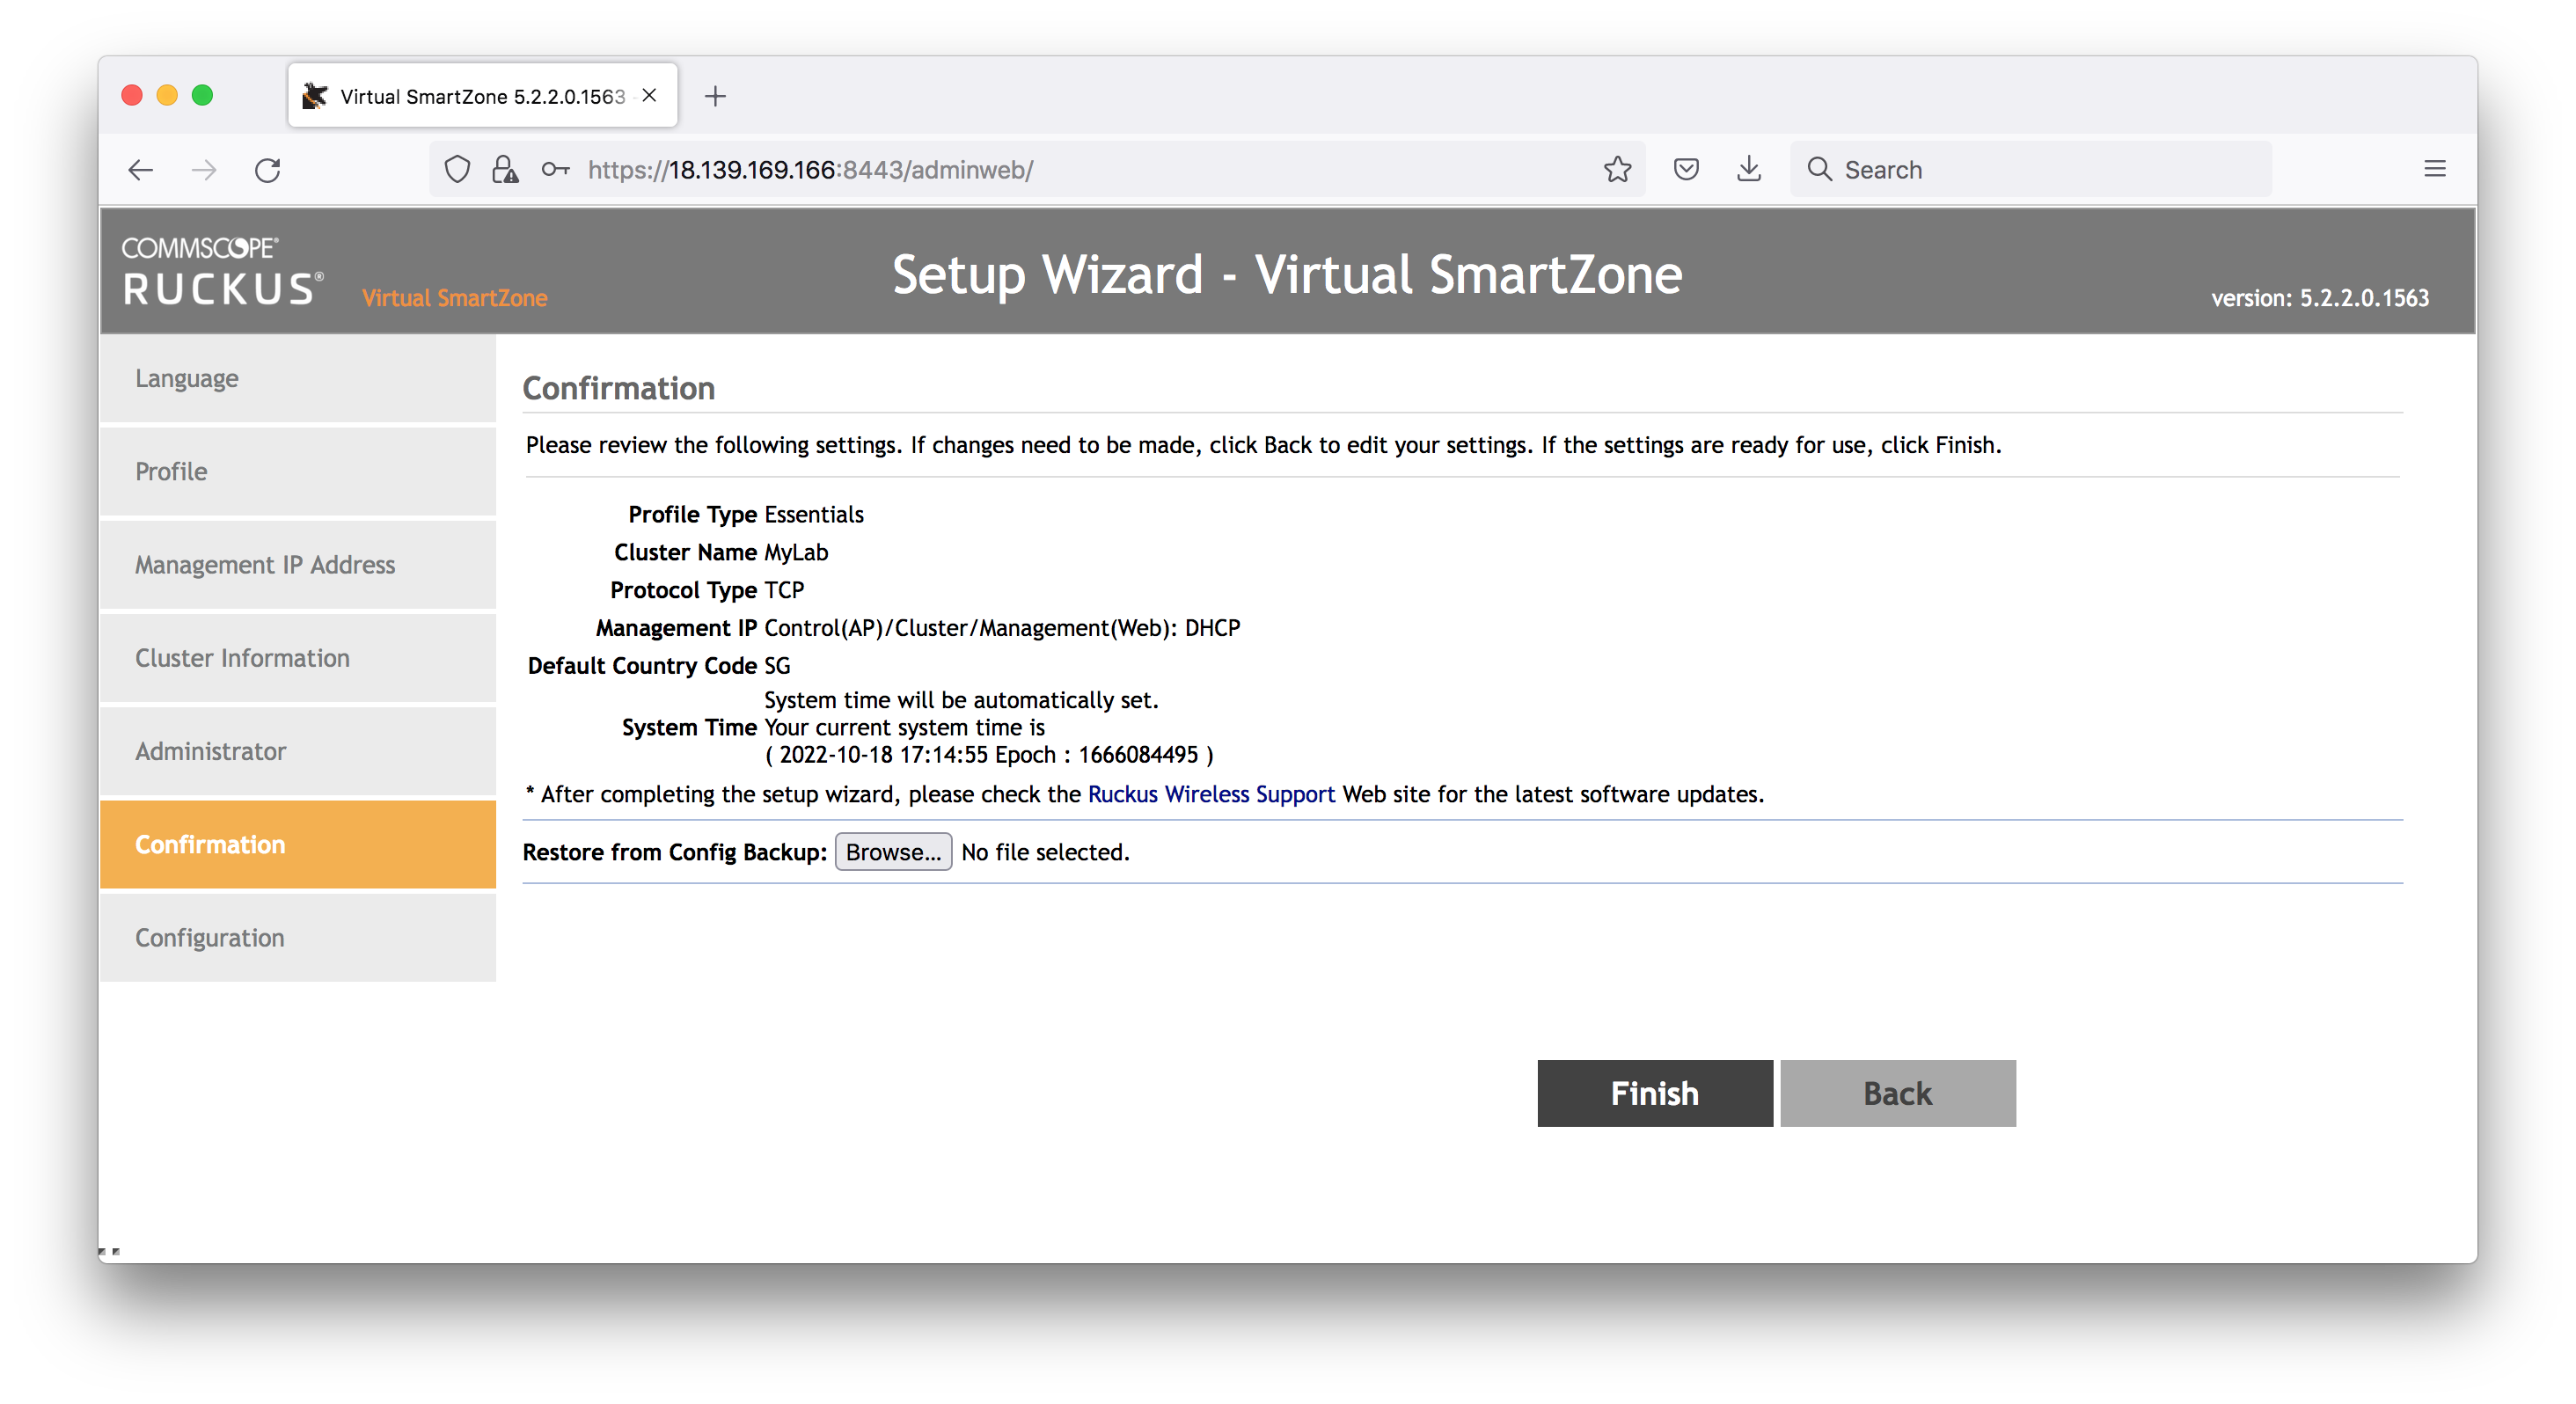 Virtual SmartZone 5.2.2.0.1563
https://18.139.169.166:8443/adminweb/
Search
COMMSCOPE®
RUCKUS®
Virtual SmartZone
Setup Wizard - Virtual SmartZone
version: 5.2.2.0.1563
Language
Profile
Management IP Address
Cluster Information
Administrator
Confirmation
Configuration
Confirmation
Please review the following settings. If changes need to be made, click Back to edit your settings. If the settings are ready for use, click Finish.
Profile Type Essentials
Cluster Name MyLab
Protocol Type TCP
Management IP Control(AP)/Cluster/Management(Web): DHCP
Default Country Code SG
System time will be automatically set.
System Time Your current system time is
( 2022-10-18 17:14:55 Epoch : 1666084495 )
* After completing the setup wizard, please check the Ruckus Wireless Support Web site for the latest software updates.
Restore from Config Backup: Browse... No file selected.
Finish
Back